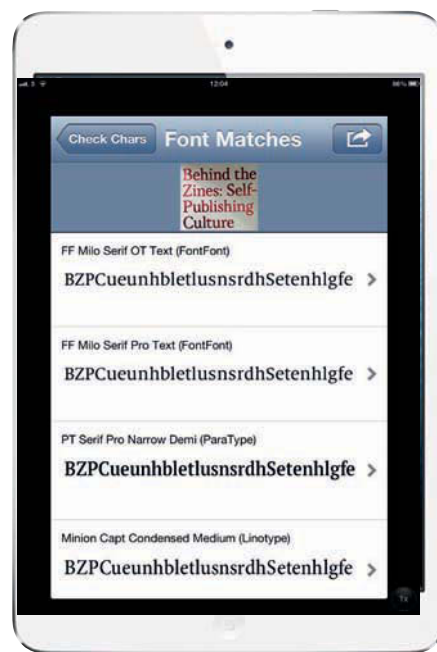 12:04
Check Chars
Font Matches
Behind the
Zines: Self-
Publishing
Culture
FF Milo Serif OT Text (FontFont)
BZPCueunhbletlusnsrdhSetenhlgfe
FF Milo Serif Pro Text (FontFont)
BZPCueunhbletlusnsrdhSetenhlgfe
PT Serif Pro Narrow Demi (ParaType)
BZPCueunhbletlusnsrdhSetenhlgfe
Minion Capt Condensed Medium (Linotype)
BZPCueunhbletlusnsrdhSetenhlgfe